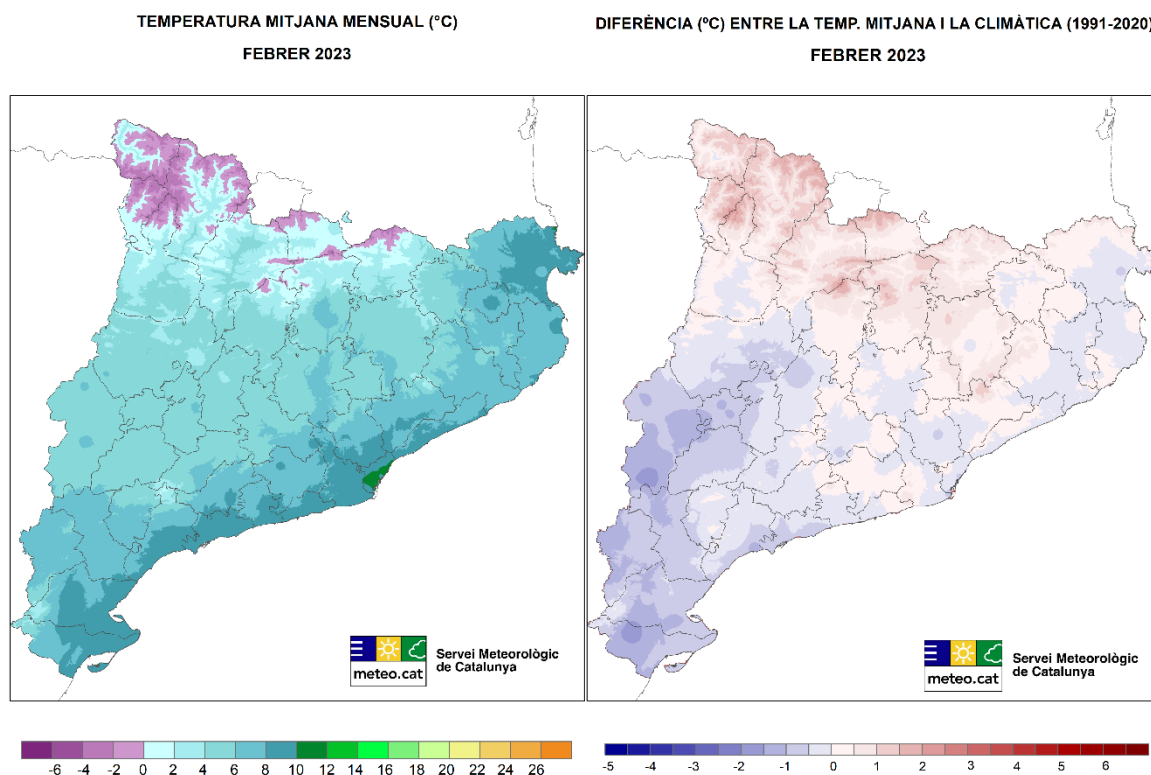 TEMPERATURA MITJANA MENSUAL (°C)
FEBRER 2023
DIFERÈNCIA (ºC) ENTRE LA TEMP. MITJANA I LA CLIMÀTICA (1991-2020)
FEBRER 2023
meteo.cat
Servei Meteorològic
de Catalunya
meteo.cat
Servei Meteorològic
de Catalunya
-6 -4 -2 0 2 4 6 8 10 12 14 16 18 20 22 24 26
-5 -4 -3 -2 -1 0 1 2 3 4 5 6